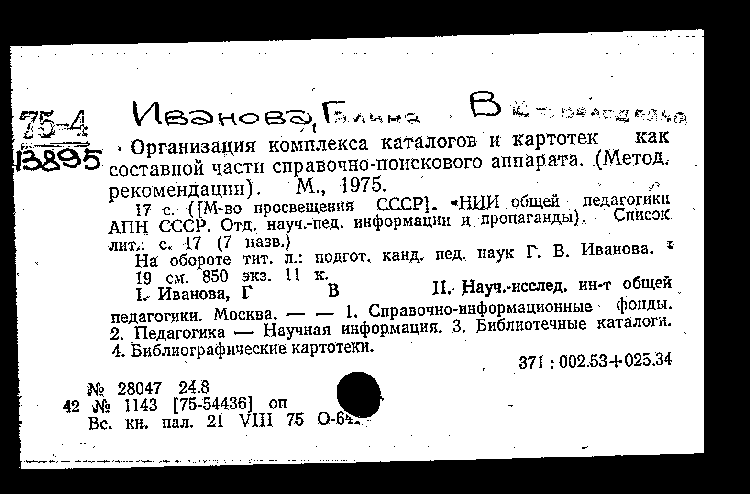 75-4
13895
Иванова, Галина В
Организация комплекса каталогов и картотек как
составной части справочно-поискового аппарата. (Метод.
рекомендации). М., 1975.
17 с. ([М-во просвещения СССР]. НИИ общей педагогики
АПН СССР. Отд. науч.-пед. информации и пропаганды). Список
лит.: с. 17 (7 назв.)
На обороте тит. л.: подгот. канд. пед. наук Г. В. Иванова.
19 см. 850 экз. 11 к.
I. Иванова, Г В II. Науч.-исслед. ин-т общей
педагогики. Москва. — — 1. Справочно-информационные фонды.
2. Педагогика — Научная информация. 3. Библиотечные каталоги.
4. Библиографические картотеки.
371 : 002.53+025.34
№ 28047 24.8
42 № 1143 [75-54436] оп
Вс. кн. пал. 21 VIII 75